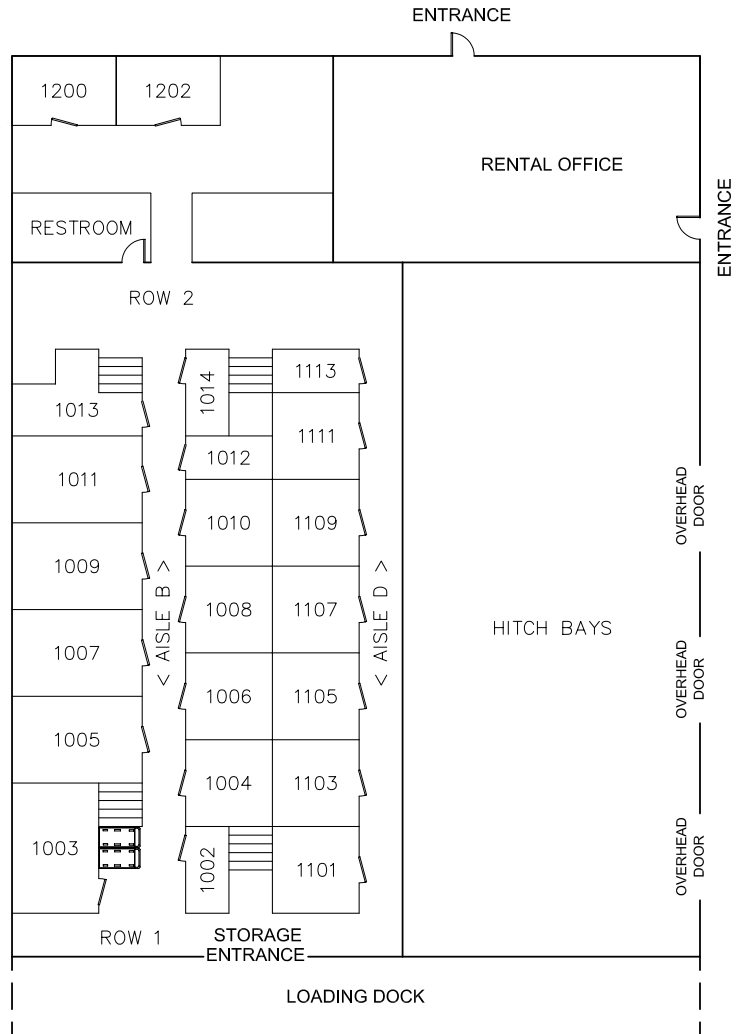 ENTRANCE
1200
1202
RENTAL OFFICE
ENTRANCE
RESTROOM
ROW 2
1113
1014
1013
1111
1012
1011
1010
1109
OVERHEAD
DOOR
1009
< AISLE B >
1008
1107
< AISLE D >
HITCH BAYS
1007
1006
1105
OVERHEAD
DOOR
1005
1004
1103
1003
1002
1101
OVERHEAD
DOOR
ROW 1
STORAGE
ENTRANCE
LOADING DOCK